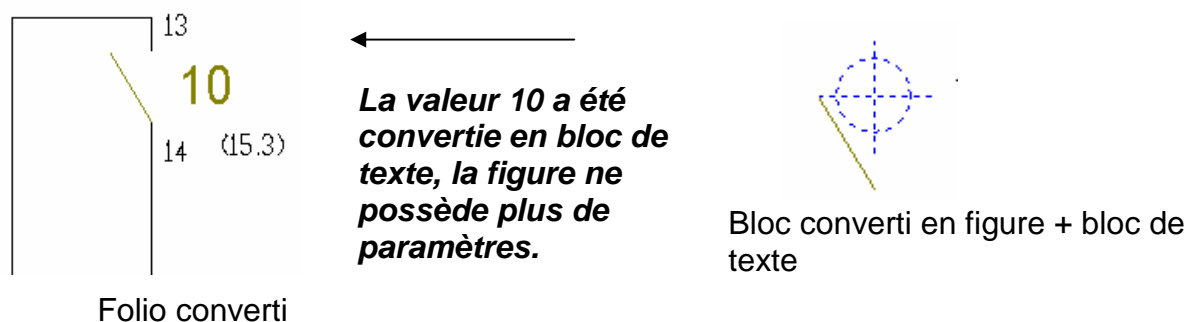 13
10
14 (15.3)
Folio converti
La valeur 10 a été
convertie en bloc de
texte, la figure ne
possède plus de
paramètres.
Bloc converti en figure + bloc de
texte